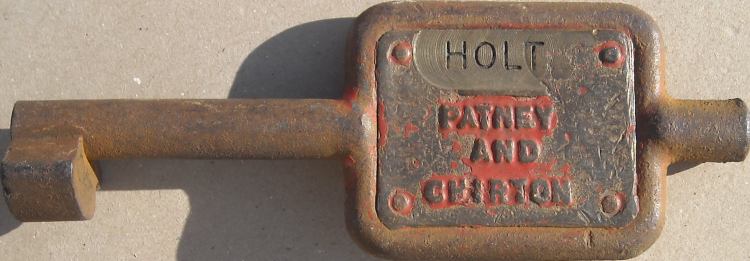 HOLT
PATNEY
AND
CHIRTON